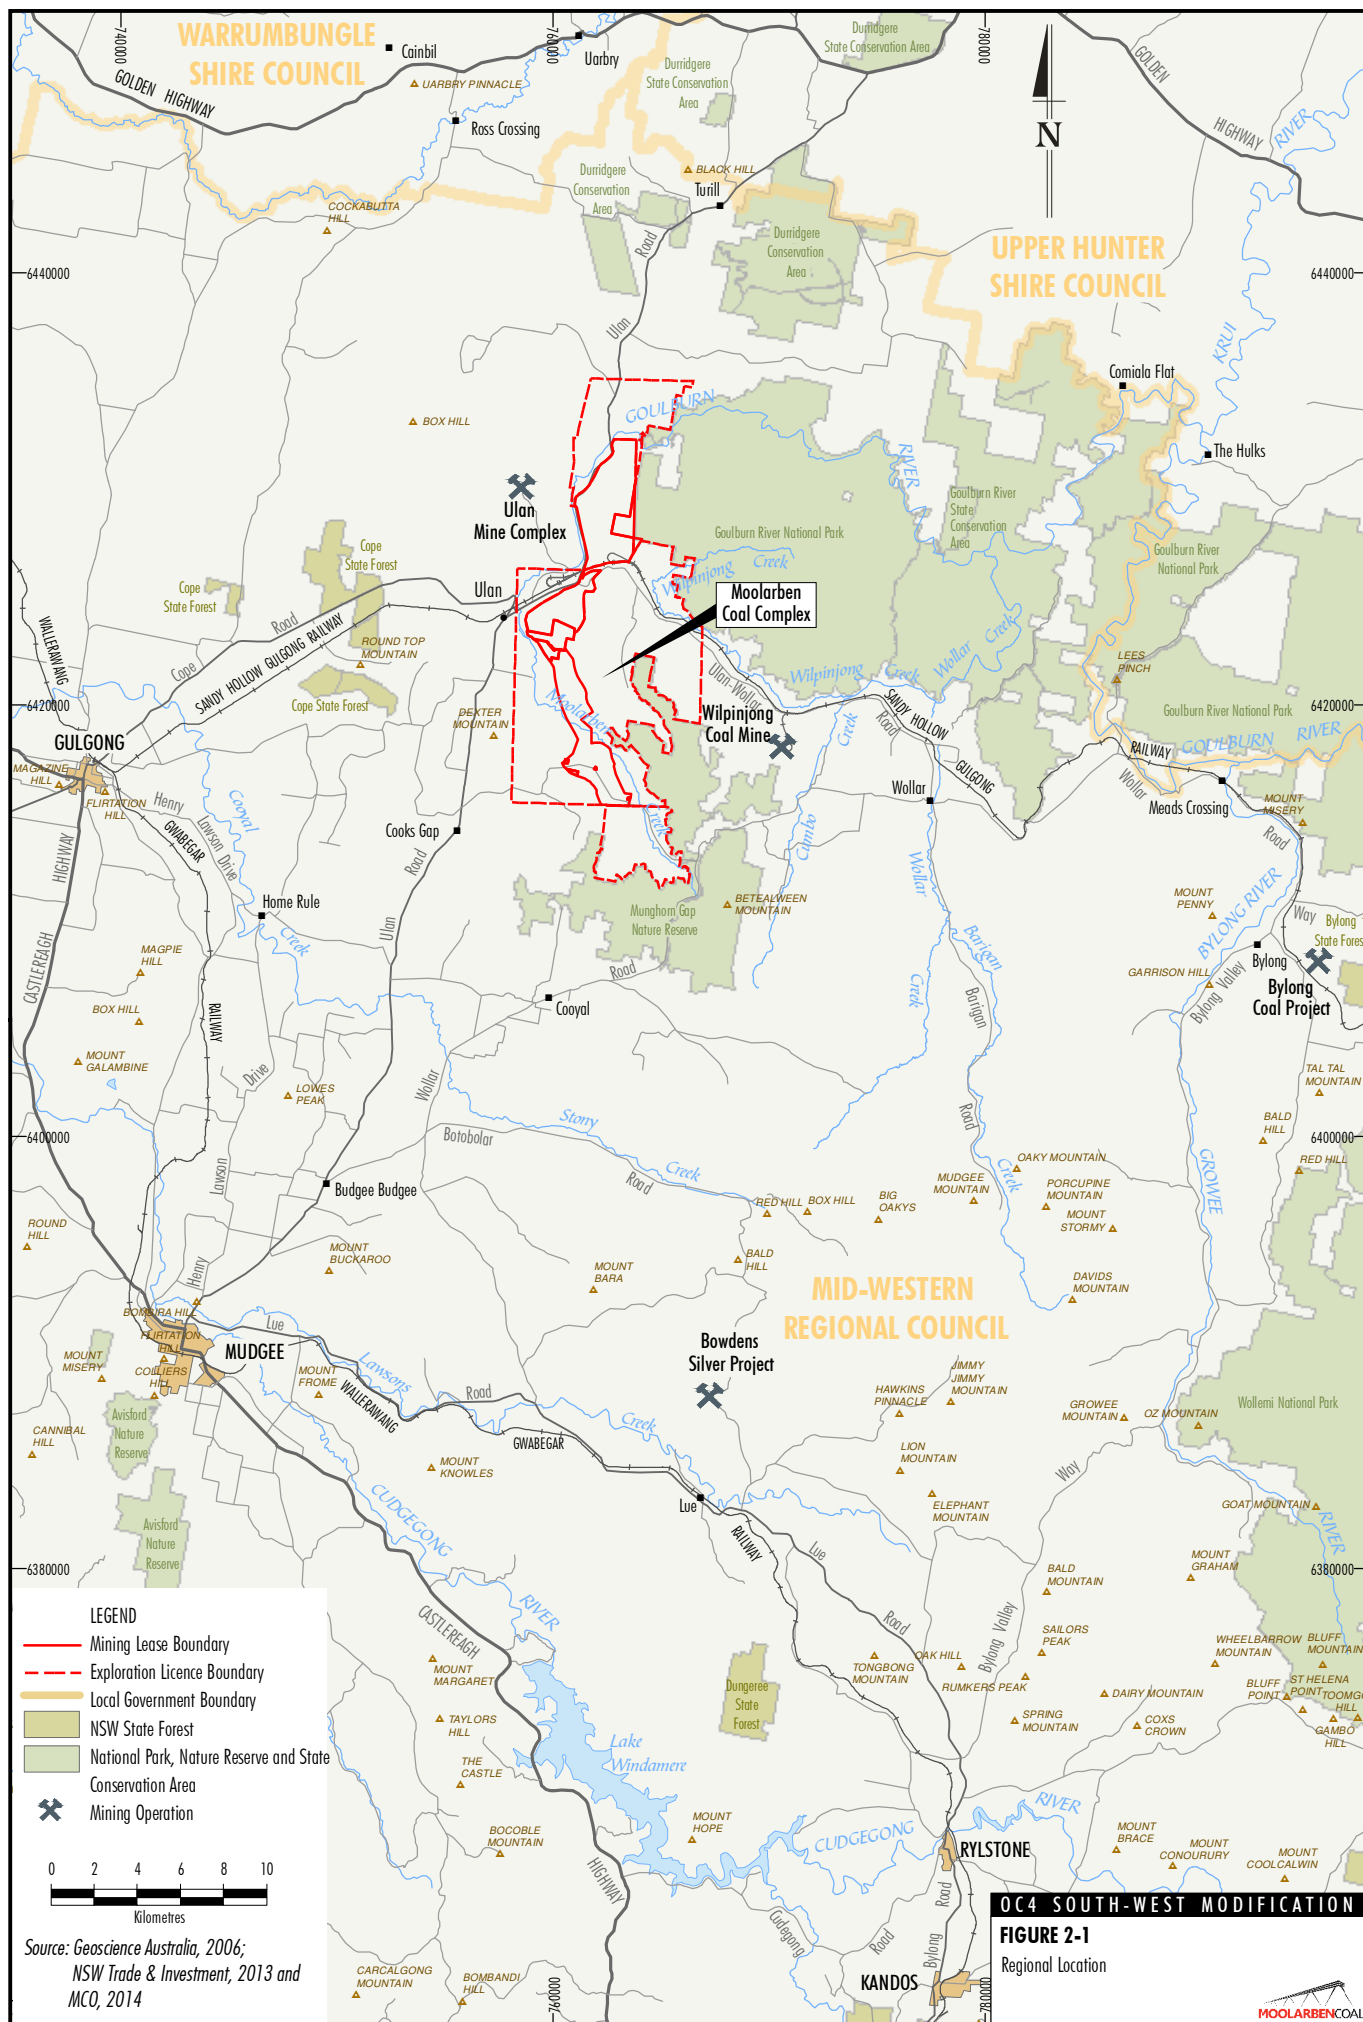 740000
760000
780000
WARRUMBUNGLE
SHIRE COUNCIL
Cainbil
Uarbry
Durridgere
State Conservation Area
GOLDEN HIGHWAY
UARBRY PINNACLE
Durridgere
State Conservation
Area
GOLDEN
HIGHWAY
RIVER
N
Ross Crossing
BLACK HILL
Turill
Durridgere
Conservation
Area
COCKABUTTA
HILL
Road
Durridgere
Conservation
Area
UPPER HUNTER
SHIRE COUNCIL
6440000
6440000
Ulan
KRUI
Comiala Flat
BOX HILL
GOULBURN
RIVER
The Hulks
Ulan
Mine Complex
Goulburn River
State
Conservation
Area
Goulburn River National Park
Cope
State Forest
Goulburn River
National Park
Cope
State Forest
Ulan
Wilpinjong
Creek
Moolarben
Coal Complex
WALLERAWANG
Road
Cope
SANDY HOLLOW GULGONG RAILWAY
ROUND TOP
MOUNTAIN
Cope State Forest
Wollar
Creek
LEES
PINCH
Wilpinjong
Creek
Ulan-Wollar
Road
6420000
6420000
DEXTER
MOUNTAIN
Moolarben
Wilpinjong
Coal Mine
Creek
SANDY HOLLOW
GULGONG
RAILWAY
Goulburn River National Park
GOULBURN RIVER
GULGONG
MAGAZINE
HILL
FLIRTATION
HILL
Wollar
Wollar
Meads Crossing
MOUNT
MISERY
Road
Henry
Lawson Drive
Cooyal
GWABEGAR
HIGHWAY
Cooks Gap
Road
Creek
Cumbo
Wollar
Home Rule
Ulan
Creek
Munghorn Gap
Nature Reserve
BETEALWEEN
MOUNTAIN
MOUNT
PENNY
BYLONG RIVER
Way
Bylong
State Forest
Barigan
MAGPIE
HILL
CASTLEREAGH
Road
Bylong
GARRISON HILL
Bylong Valley
Bylong
Coal Project
Cooyal
Creek
Barigan
BOX HILL
RAILWAY
MOUNT
GALAMBINE
Drive
LOWES
PEAK
Wollar
TAL TAL
MOUNTAIN
Stony
Botobolar
Road
BALD
HILL
6400000
6400000
Creek
Road
Creek
GROWEE
RED HILL
Lawson
Budgee Budgee
OAKY MOUNTAIN
MUDGEE
MOUNTAIN
PORCUPINE
MOUNTAIN
RED HILL
BOX HILL
BIG
OAKYS
MOUNT
STORMY
ROUND
HILL
MOUNT
BUCKAROO
Henry
BALD
HILL
MOUNT
BARA
DAVIDS
MOUNTAIN
MID-WESTERN
REGIONAL COUNCIL
BOMBIRA HILL
FLIRTATION
HILL
Lue
MUDGEE
Bowdens
Silver Project
MOUNT
MISERY
COLLIERS
HILL
MOUNT
FROME
Lawsons
WALLERAWANG
Road
JIMMY
JIMMY
MOUNTAIN
HAWKINS
PINNACLE
Creek
GROWEE
MOUNTAIN
OZ MOUNTAIN
Wollemi National Park
Avisford
Nature
Reserve
CANNIBAL
HILL
GWABEGAR
LION
MOUNTAIN
Way
MOUNT
KNOWLES
CUDGEGONG
Lue
ELEPHANT
MOUNTAIN
GOAT MOUNTAIN
RIVER
Avisford
Nature
Reserve
RAILWAY
Lue
MOUNT
GRAHAM
6380000
6380000
BALD
MOUNTAIN
RIVER
CASTLEREAGH
Road
Bylong Valley
SAILORS
PEAK
WHEELBARROW
MOUNTAIN
BLUFF
MOUNTAIN
OAK HILL
TONGBONG
MOUNTAIN
RUMKERS PEAK
MOUNT
MARGARET
Dungeree
State
Forest
BLUFF
POINT
ST HELENA
POINT
DAIRY MOUNTAIN
TAYLORS
HILL
SPRING
MOUNTAIN
COXS
CROWN
GAMBO
HILL
Lake
Windamere
THE
CASTLE
MOUNT
HOPE
CUDGEGONG
RIVER
BOCOBLE
MOUNTAIN
MOUNT
BRACE
MOUNT
CONOURURY
MOUNT
COOLCALWIN
RYLSTONE
HIGHWAY
Road
Cudgegong
Road
Bylong
KANDOS
CARCALGONG
MOUNTAIN
BOMBANDI
HILL
760000
780000
LEGEND
Mining Lease Boundary
Exploration Licence Boundary
Local Government Boundary
NSW State Forest
National Park, Nature Reserve and State
Conservation Area
Mining Operation
0 2 4 6 8 10
Kilometres
Source: Geoscience Australia, 2006;
NSW Trade & Investment, 2013 and
MCO, 2014
OC4 SOUTH-WEST MODIFICATION
FIGURE 2-1
Regional Location
MOOLARBENCOAL